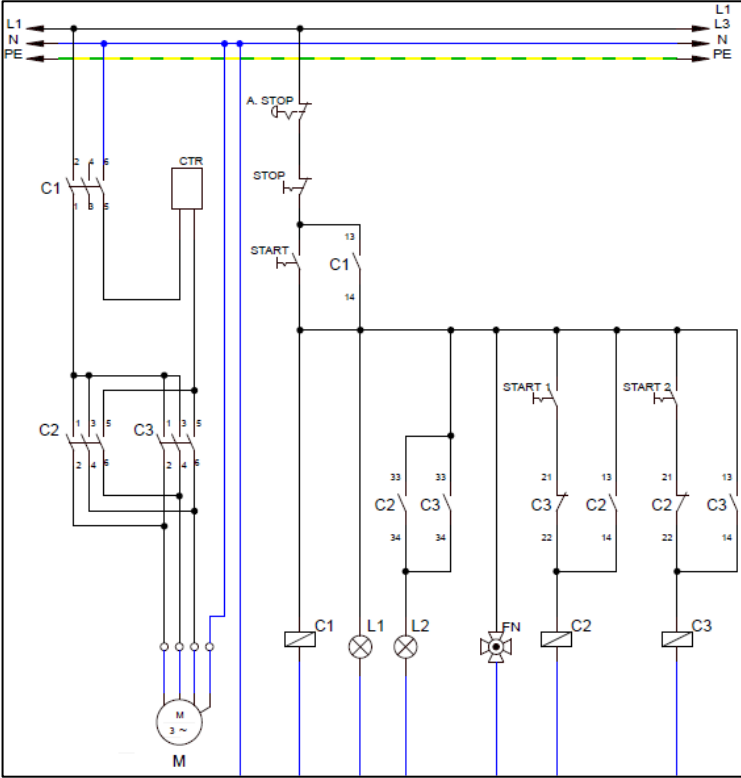 L1
L1 L3
N N
PE PE
A. STOP
2 4 6 CTR
C1
STOP
1 3 5
13
START C1
14
START 1 START 2
1 3 5 1 3 5
C2 C3
2 4 6 2 4 6
33 33 21 13 21 13
C2 C3 C3 C2 C2 C3
34 34 22 14 22 14
C1 L1 L2 FN C2 C3
M
3 ~
M